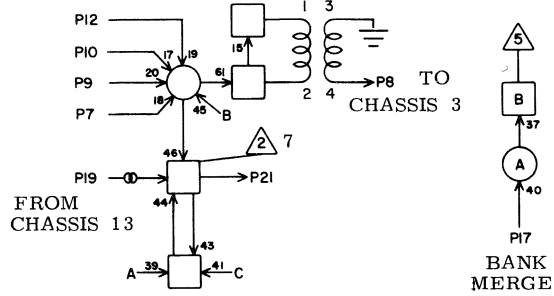 P12
P10
P9
P7
17
19
20
18
45
B
61
15
1
3
2
4
P8
TO
CHASSIS 3
46
2
7
P19
P21
44
FROM
CHASSIS 13
43
A
39
41
C
5
B
37
A
40
P17
BANK
MERGE